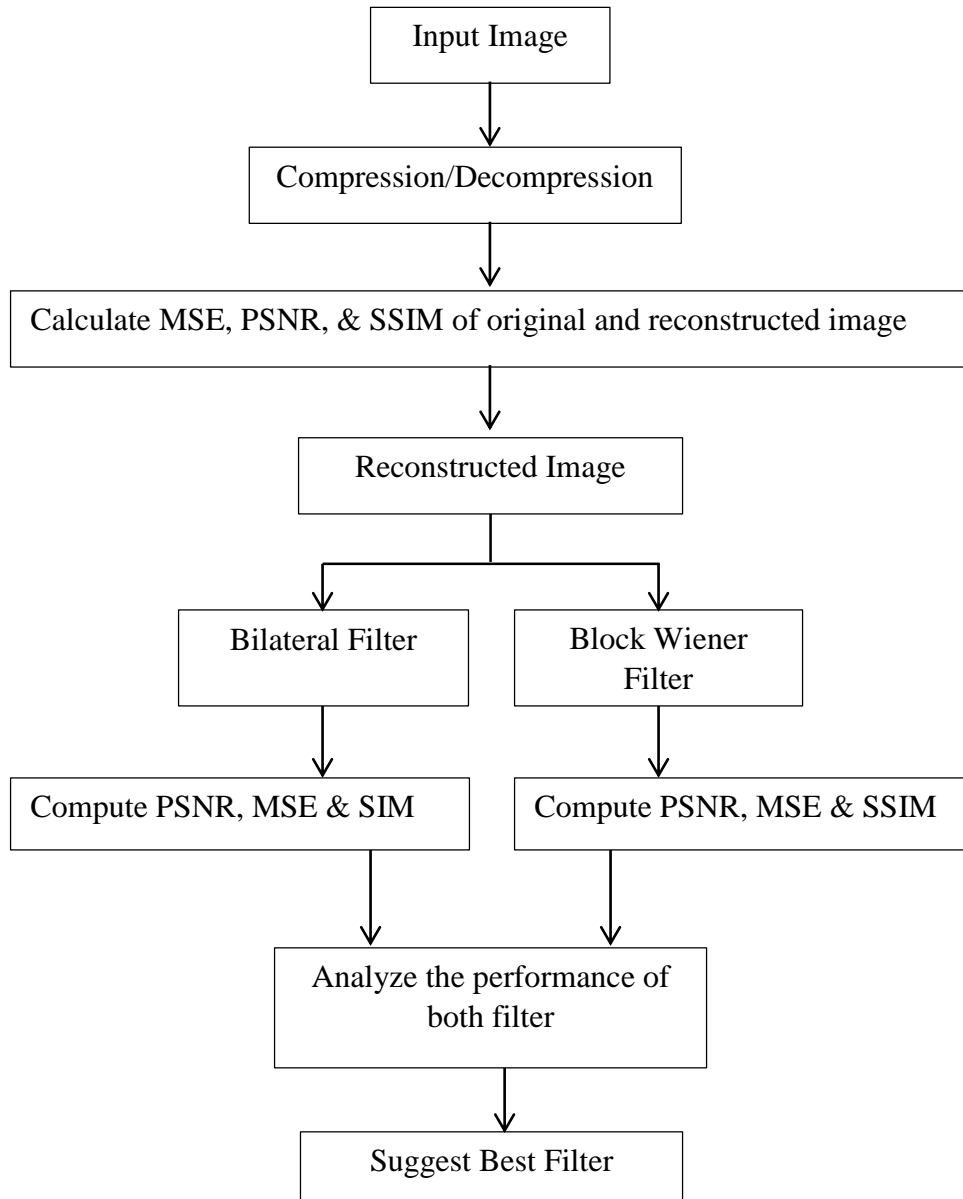 Input Image
Compression/Decompression
Calculate MSE, PSNR, & SSIM of original and reconstructed image
Reconstructed Image
Bilateral Filter
Block Wiener
Filter
Compute PSNR, MSE & SIM
Compute PSNR, MSE & SSIM
Analyze the performance of
both filter
Suggest Best Filter